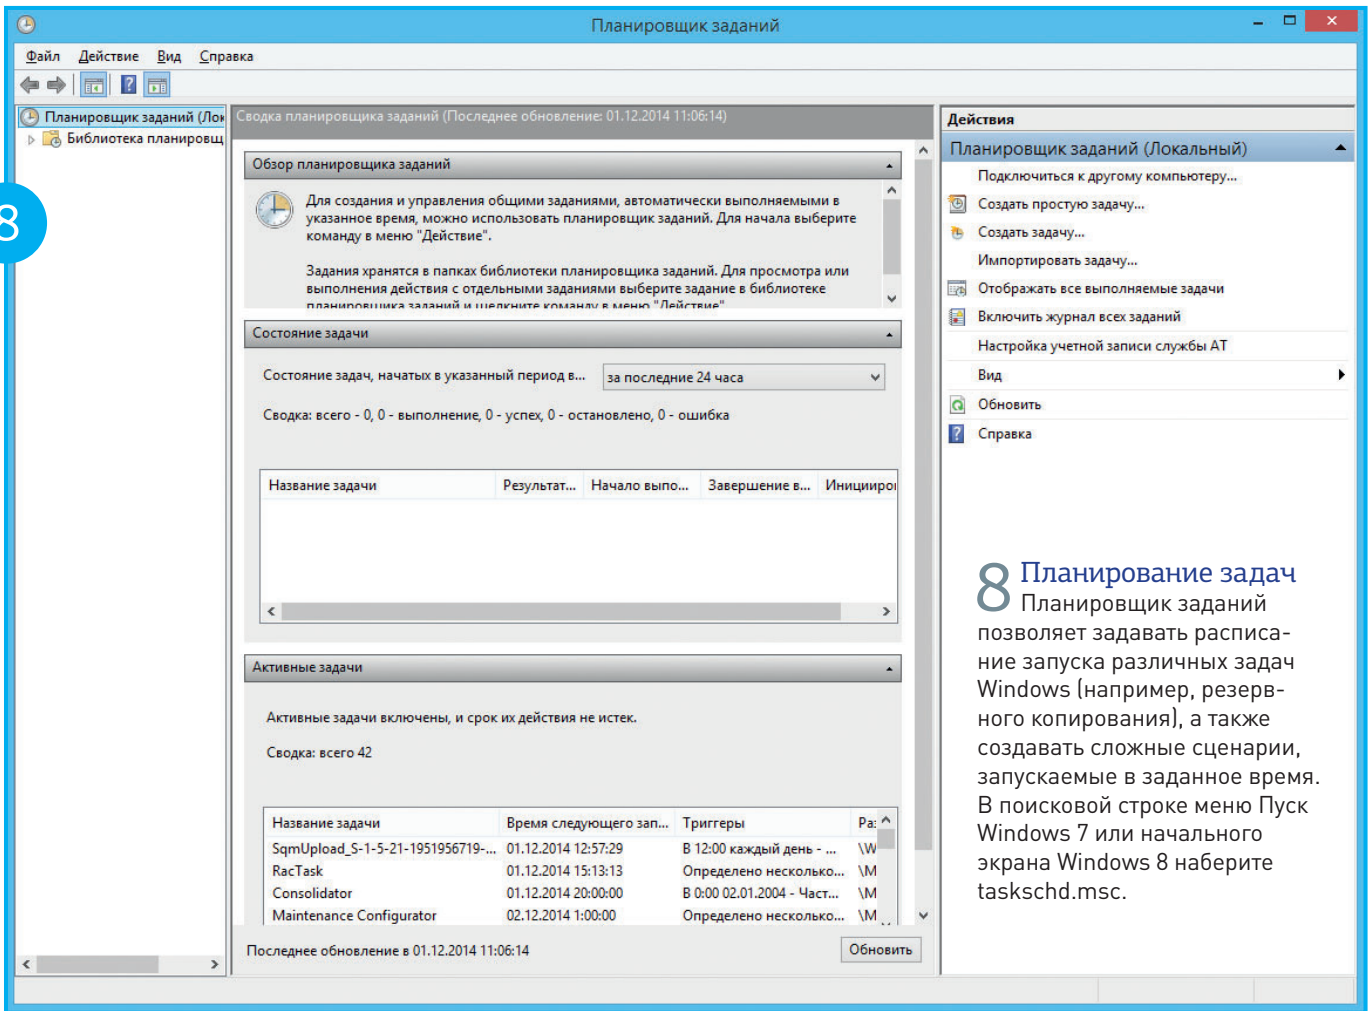 Планировщик заданий
Файл Действие Вид Справка
Планировщик заданий (Лок
Библиотека планировщ
8
Сводка планировщика заданий (Последнее обновление: 01.12.2014 11:06:14)
Обзор планировщика заданий
Для создания и управления общими заданиями, автоматически выполняемыми в
указанное время, можно использовать планировщик заданий. Для начала выберите
команду в меню "Действие".
Задания хранятся в папках библиотеки планировщика заданий. Для просмотра или
выполнения действия с отдельными заданиями выберите задание в библиотеке
планировщика заданий и щелкните команду в меню "Действие"
Состояние задачи
Состояние задач, начатых в указанный период в... за последние 24 часа
Сводка: всего - 0, 0 - выполнение, 0 - успех, 0 - остановлено, 0 - ошибка
Название задачи Результат... Начало выпо... Завершение в... Иницииро
Активные задачи
Активные задачи включены, и срок их действия не истек.
Сводка: всего 42
Название задачи Время следующего зап... Триггеры Ра
SqmUpload_S-1-5-21-1951956719-... 01.12.2014 12:57:29 В 12:00 каждый день - ... \W
RacTask 01.12.2014 15:13:13 Определено несколько... \M
Consolidator 01.12.2014 20:00:00 В 0:00 02.01.2004 - Част... \M
Maintenance Configurator 02.12.2014 1:00:00 Определено несколько... \M
Последнее обновление в 01.12.2014 11:06:14 Обновить
Действия
Планировщик заданий (Локальный)
Подключиться к другому компьютеру...
Создать простую задачу...
Создать задачу...
Импортировать задачу...
Отображать все выполняемые задачи
Включить журнал всех заданий
Настройка учетной записи службы AT
Вид
Обновить
Справка
8 Планирование задач
Планировщик заданий
позволяет задавать расписа-
ние запуска различных задач
Windows (например, резерв-
ного копирования), а также
создавать сложные сценарии,
запускаемые в заданное время.
В поисковой строке меню Пуск
Windows 7 или начального
экрана Windows 8 наберите
taskschd.msc.